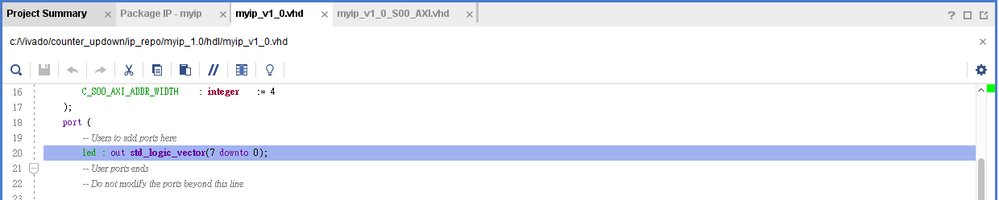 Project Summary × Package IP - myip × myip_v1_0.vhd × myip_v1_0_S00_AXI.vhd × ?
c:/Vivado/counter_updown/ip_repo/myip_1.0/hdl/myip_v1_0.vhd ×
16 C_S00_AXI_ADDR_WIDTH : integer := 4
17 );
18 port (
19 -- Users to add ports here
20 led : out std_logic_vector(7 downto 0);
21 -- User ports ends
22 -- Do not modify the ports beyond this line
23